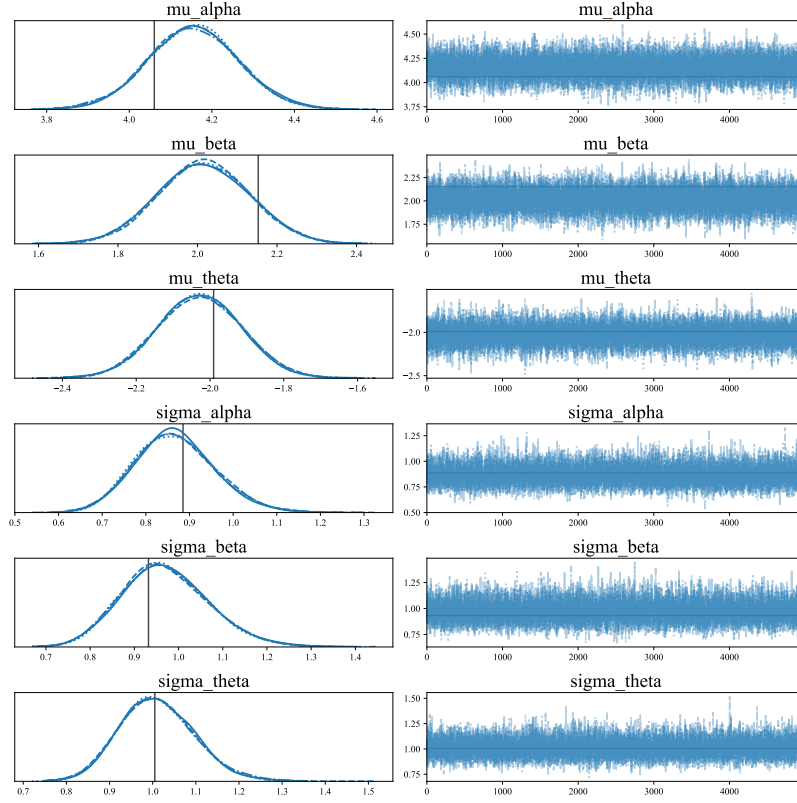 mu_alpha
3.8 4.0 4.2 4.4 4.6
mu_alpha
4.50
4.25
4.00
3.75
0 1000 2000 3000 4000
mu_beta
1.6 1.8 2.0 2.2 2.4
mu_beta
2.25
2.00
1.75
0 1000 2000 3000 4000
mu_theta
−2.4 −2.2 −2.0 −1.8 −1.6
mu_theta
−2.0
−2.5
0 1000 2000 3000 4000
sigma_alpha
0.5 0.6 0.7 0.8 0.9 1.0 1.1 1.2 1.3
sigma_alpha
1.25
1.00
0.75
0.50
0 1000 2000 3000 4000
sigma_beta
0.7 0.8 0.9 1.0 1.1 1.2 1.3 1.4
sigma_beta
1.25
1.00
0.75
0 1000 2000 3000 4000
sigma_theta
0.7 0.8 0.9 1.0 1.1 1.2 1.3 1.4 1.5
sigma_theta
1.50
1.25
1.00
0.75
0 1000 2000 3000 4000